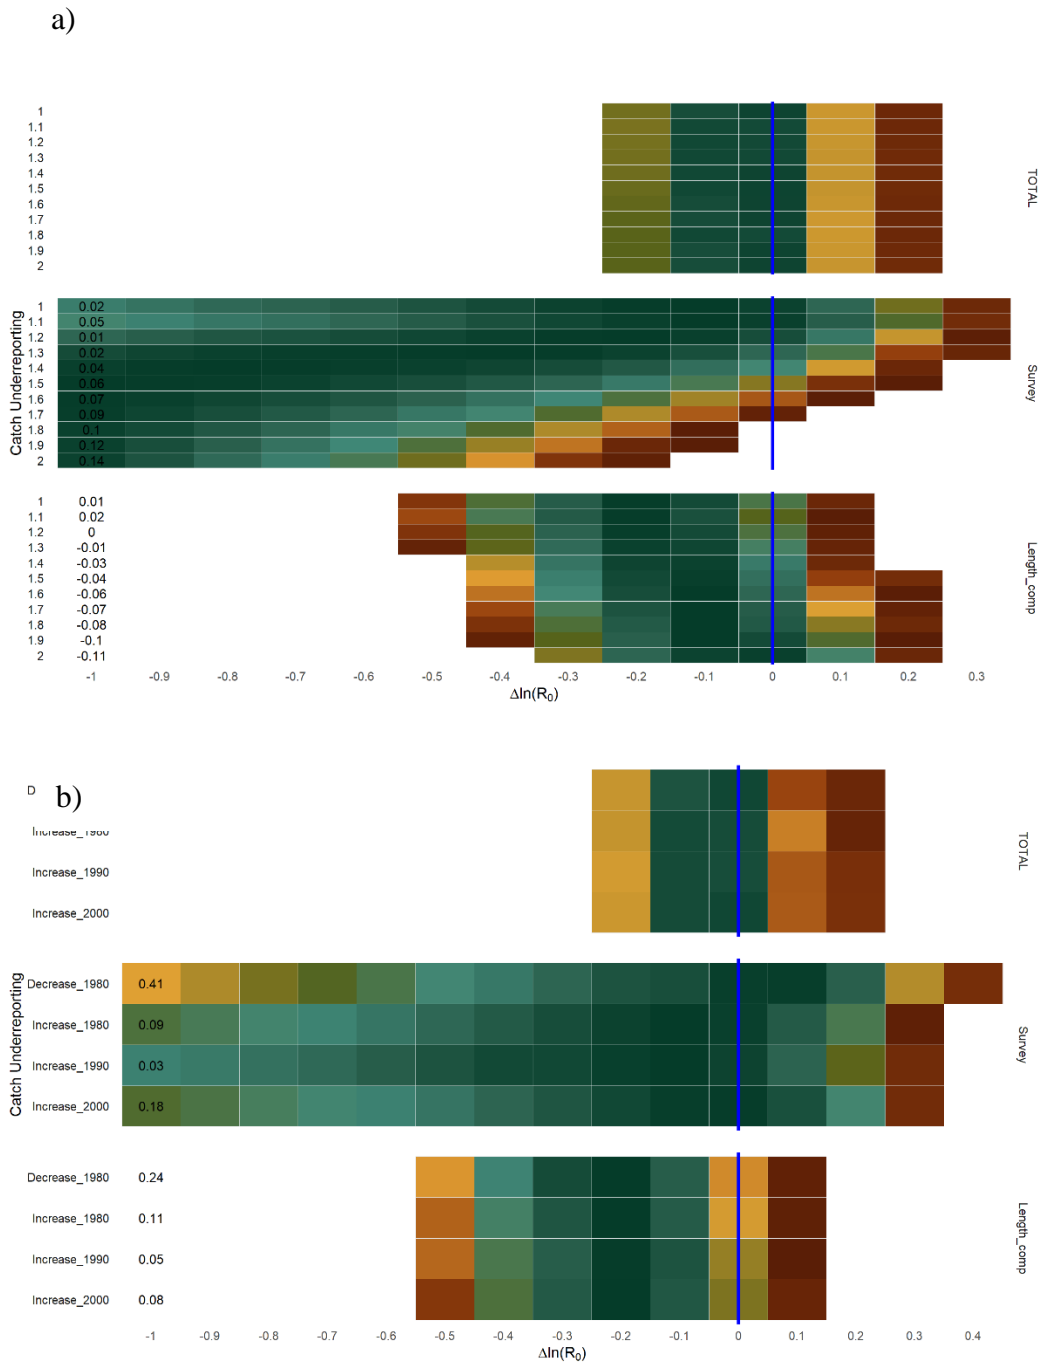 a)
1
1.1
1.2
1.3
1.4
1.5
1.6
1.7
1.8
1.9
2
TOTAL
Catch Underreporting
1 0.02
1.1 0.05
1.2 0.01
1.3 0.02
1.4 0.04
1.5 0.06
1.6 0.07
1.7 0.09
1.8 0.1
1.9 0.12
2 0.14
Survey
1 0.01
1.1 0.02
1.2 0
1.3 -0.01
1.4 -0.03
1.5 -0.04
1.6 -0.06
1.7 -0.07
1.8 -0.08
1.9 -0.1
2 -0.11
Length_comp
-1 -0.9 -0.8 -0.7 -0.6 -0.5 -0.4 -0.3 -0.2 -0.1 0 0.1 0.2 0.3
Δln(R₀)
b)
D
Increase_1980
Increase_1990
Increase_2000
TOTAL
Catch Underreporting
Decrease_1980 0.41
Increase_1980 0.09
Increase_1990 0.03
Increase_2000 0.18
Survey
Decrease_1980 0.24
Increase_1980 0.11
Increase_1990 0.05
Increase_2000 0.08
Length_comp
-1 -0.9 -0.8 -0.7 -0.6 -0.5 -0.4 -0.3 -0.2 -0.1 0 0.1 0.2 0.3 0.4
Δln(R₀)